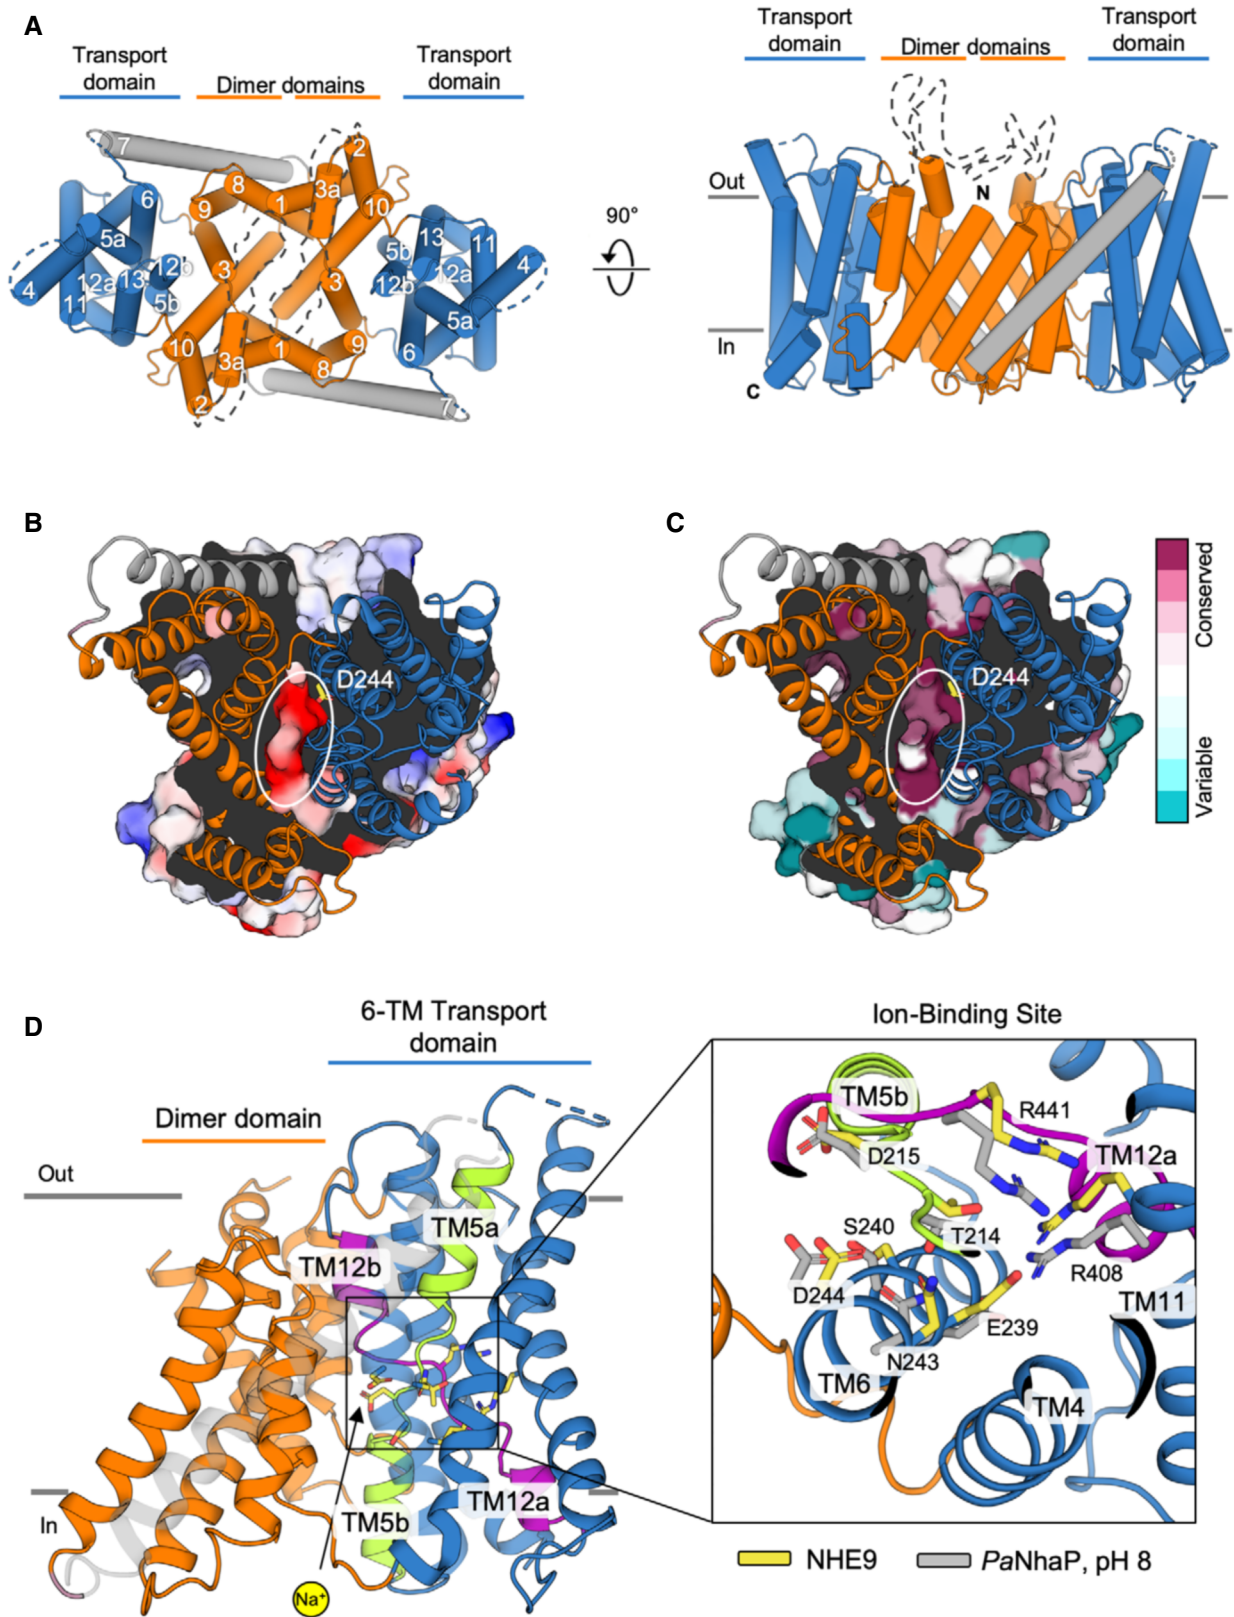 A
Transport
domain
Dimer domains
Transport
domain
7
2
8
3a
6
9
1
10
5a
3
12b
12a
13
4
11
5b
5b
13
11
12b
12a
4
3
5a
10
3a
1
9
6
8
2
7
90°
Transport
domain
Dimer domains
Transport
domain
Out
N
In
C
B
D244
C
D244
Conserved
Variable
D
6-TM Transport
domain
Dimer domain
Out
TM5a
TM12b
TM12a
TM5b
In
Na+
Ion-Binding Site
TM5b
R441
D215
TM12a
S240
T214
R408
D244
TM11
E239
N243
TM6
TM4
NHE9
PaNhaP, pH 8